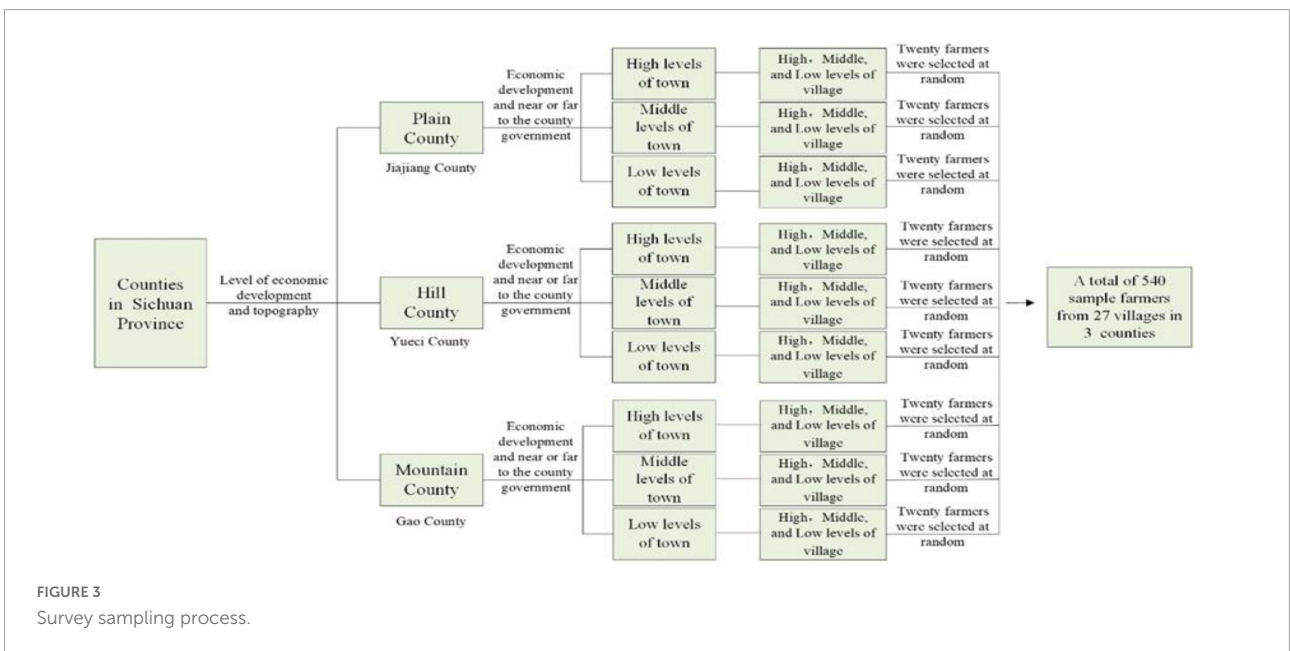 Counties
in Sichuan
Province
Level of economic
development
and topography
Plain
County
Jiajiang County
Economic
development
and near or far
to the county
government
High levels
of town
High, Middle,
and Low levels of
village
Twenty farmers
were selected at
random
Middle
levels of
town
High, Middle,
and Low levels of
village
Twenty farmers
were selected at
random
Low levels
of town
High, Middle,
and Low levels of
village
Twenty farmers
were selected at
random
Hill
County
Yueci County
Economic
development
and near or far
to the county
government
High levels
of town
High, Middle,
and Low levels of
village
Twenty farmers
were selected at
random
Middle
levels of
town
High, Middle,
and Low levels of
village
Twenty farmers
were selected at
random
Low levels
of town
High, Middle,
and Low levels of
village
Twenty farmers
were selected at
random
Mountain
County
Gao County
Economic
development
and near or far
to the county
government
High levels
of town
High, Middle,
and Low levels of
village
Twenty farmers
were selected at
random
Middle
levels of
town
High, Middle,
and Low levels of
village
Twenty farmers
were selected at
random
Low levels
of town
High, Middle,
and Low levels of
village
Twenty farmers
were selected at
random
A total of 540
sample farmers
from 27 villages in
3 counties
FIGURE 3
Survey sampling process.